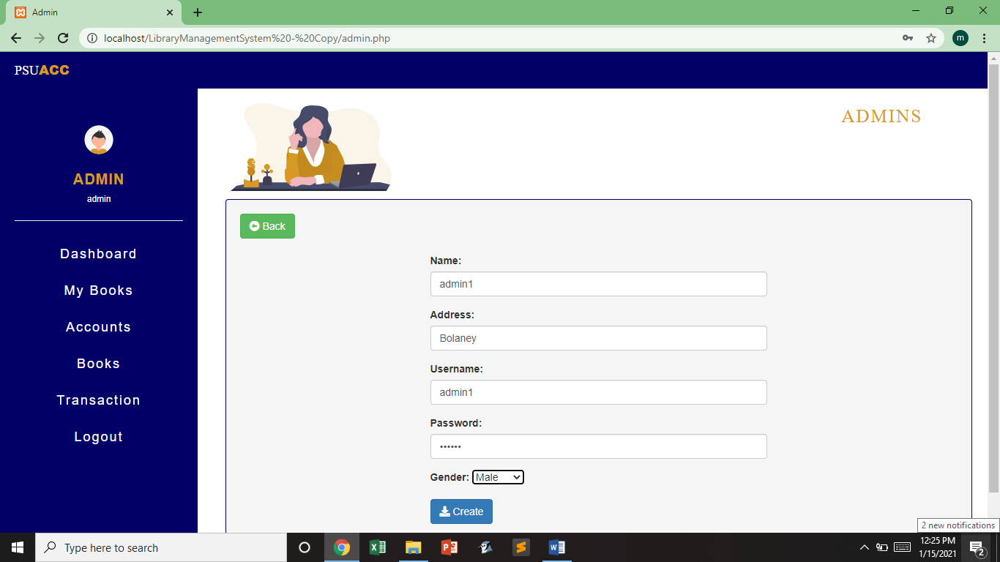 Admin
localhost/LibraryManagementSystem%20-%20Copy/admin.php
m
PSUACC
ADMINS
ADMIN
admin
Dashboard
My Books
Accounts
Books
Transaction
Logout
Back
Name:
admin1
Address:
Bolaney
Username:
admin1
Password:
••••••
Gender: Male
Create
2 new notifications
Type here to search
12:25 PM
1/15/2021
2